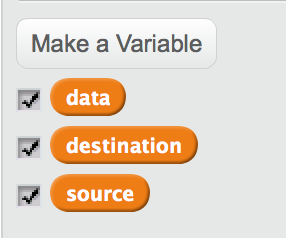 Make a Variable
data
destination
source